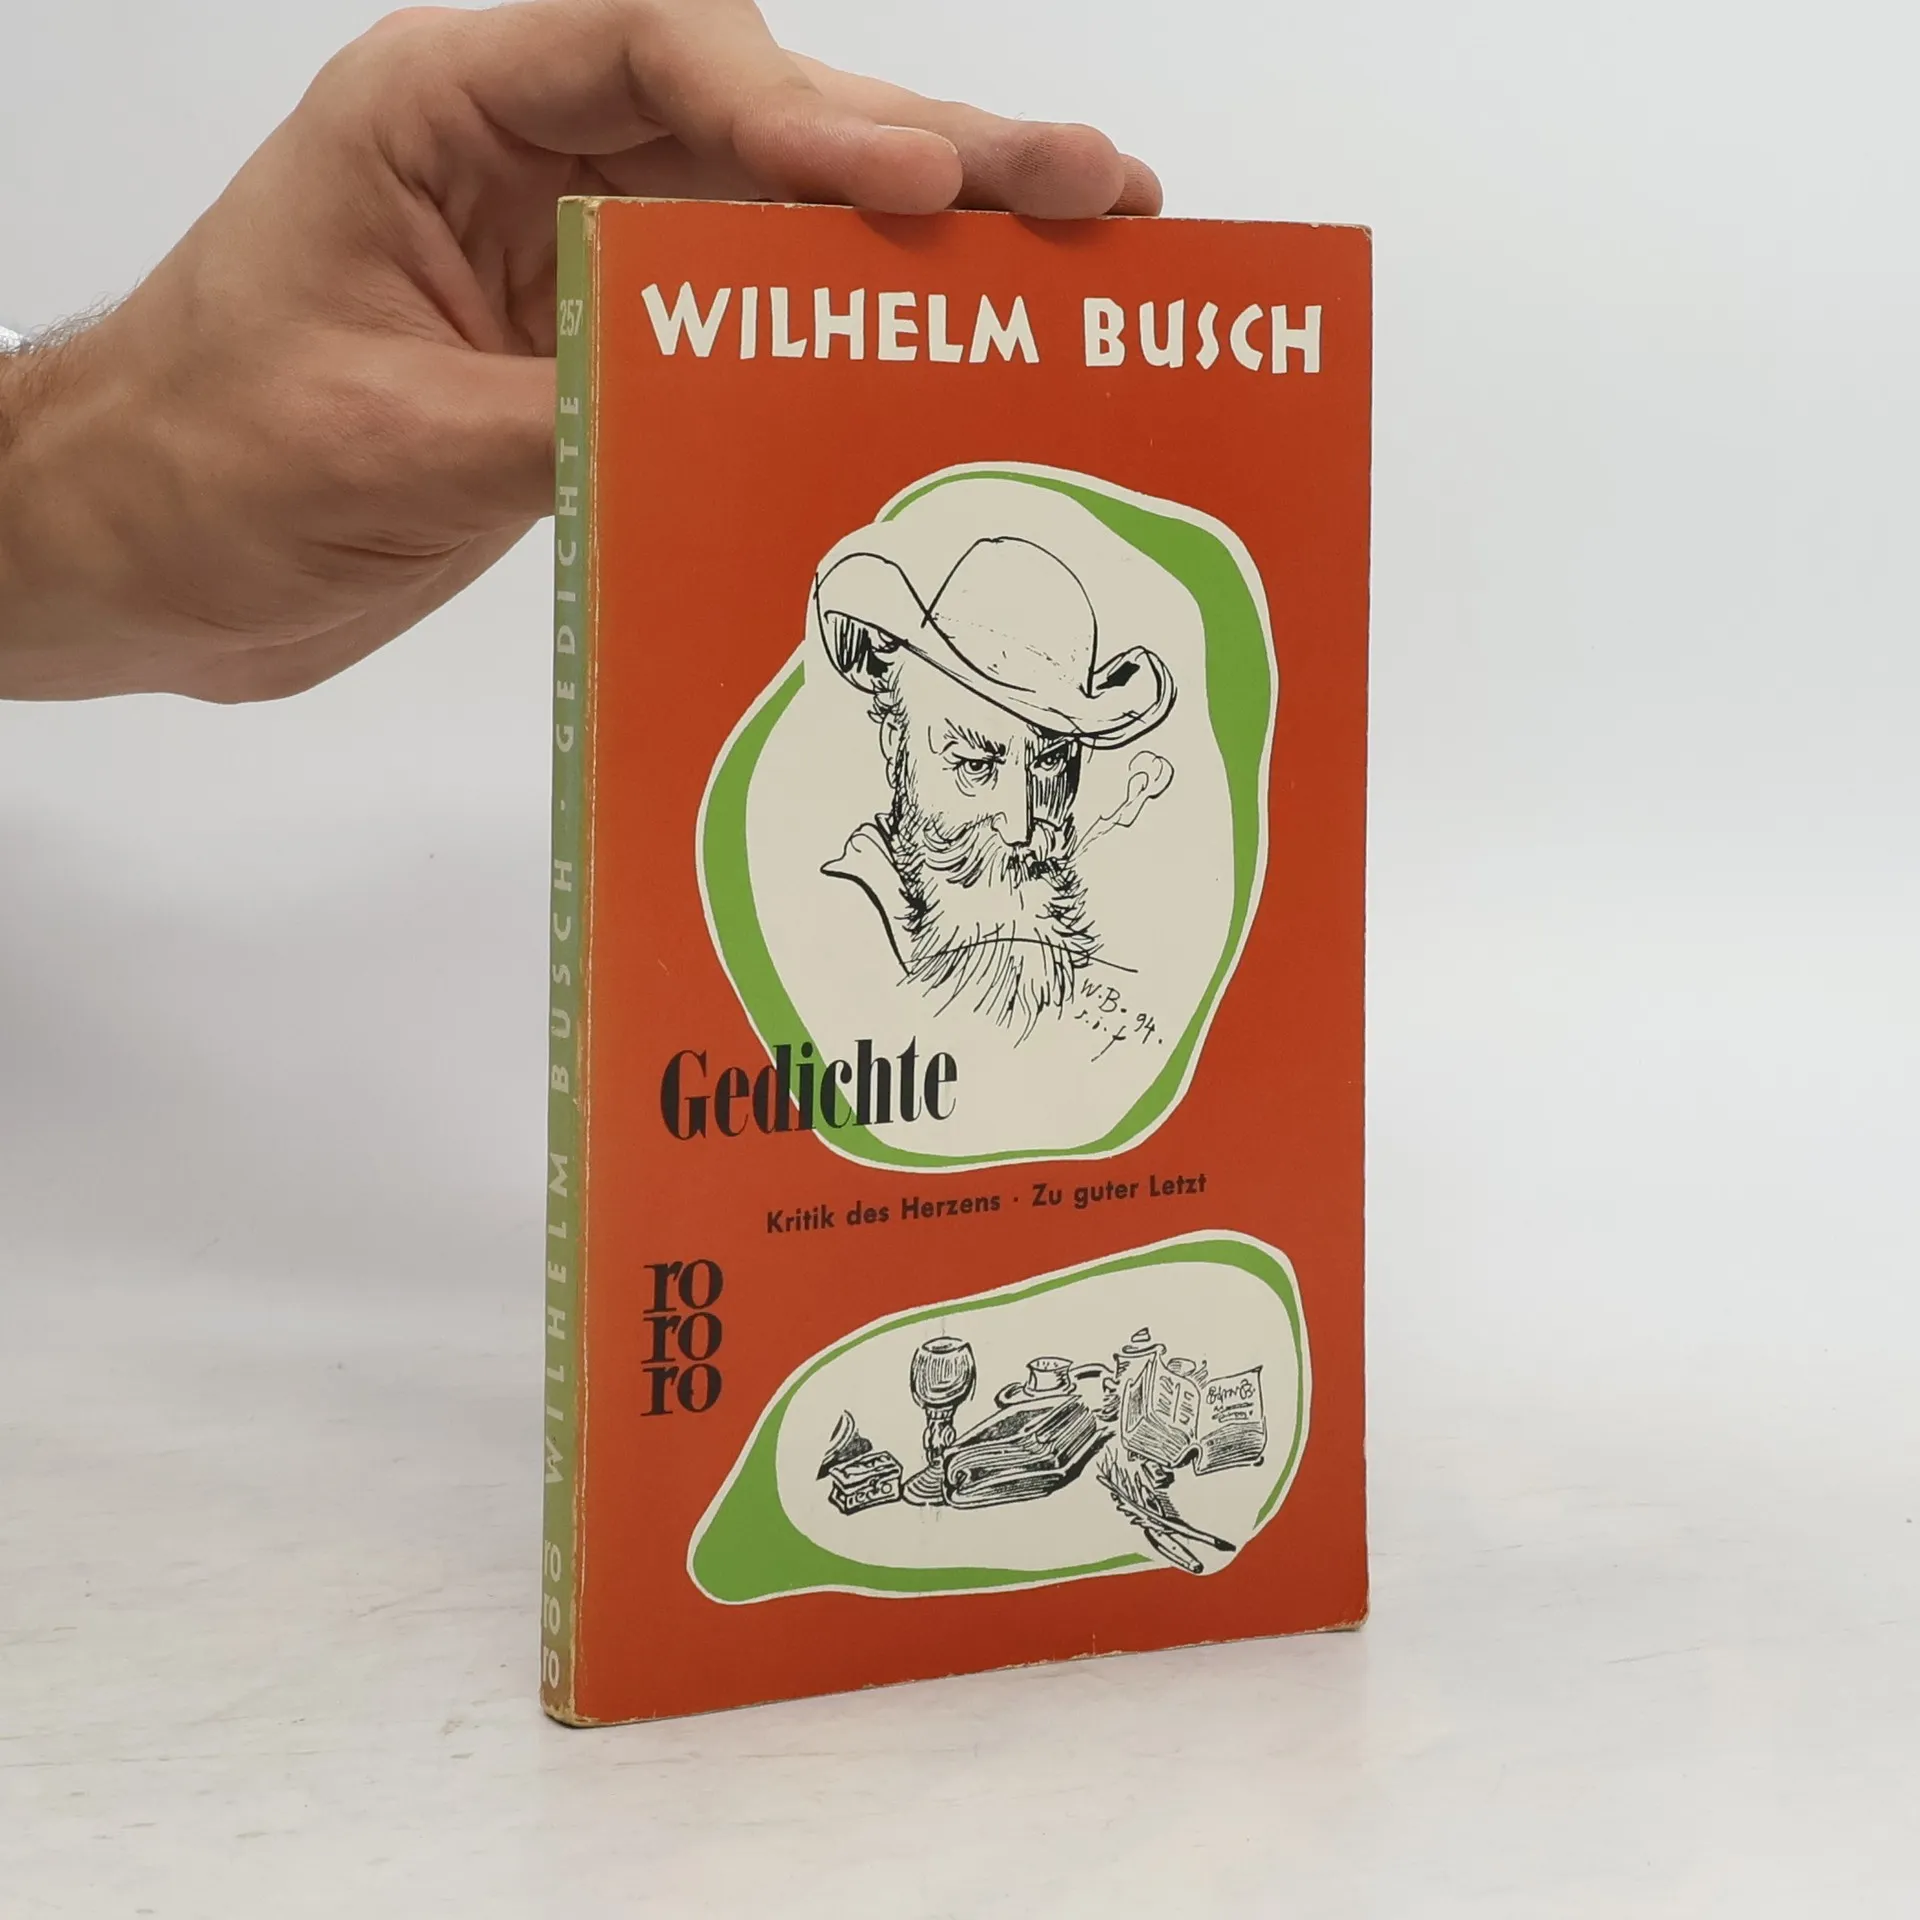 WILHELM BUSCH
W.B. 94.
s.i.f
Gedichte
Kritik des Herzens · Zu guter Letzt
ro
ro
ro
257
WILHELM BUSCH · GEDICHTE
ro
ro
ro